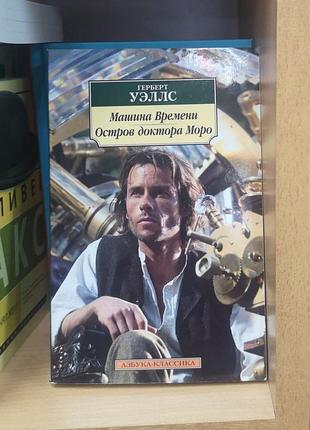 ГЕРБЕРТ
УЭЛЛС
Машина Времени
Остров доктора Моро
АЗБУКА-КЛАССИКА